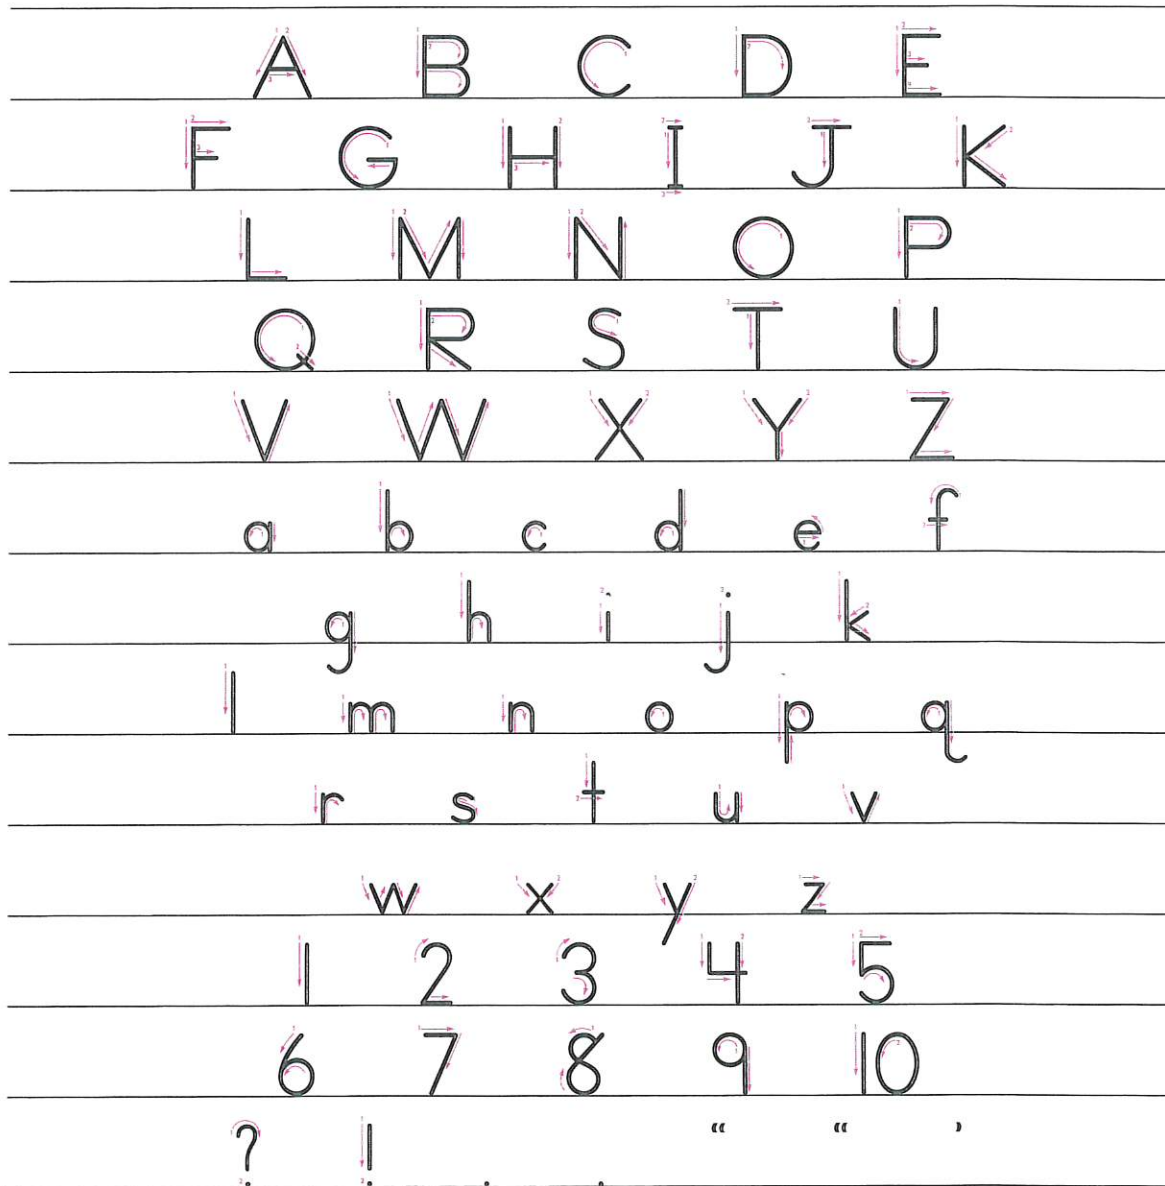 A B C D E
F G H I J K
L M N O P
Q R S T U
V W X Y Z
a b c d e f
g h i j k
l m n o p q
r s t u v
w x y z
1 2 3 4 5
6 7 8 9 10
? ! . , “ “ ’